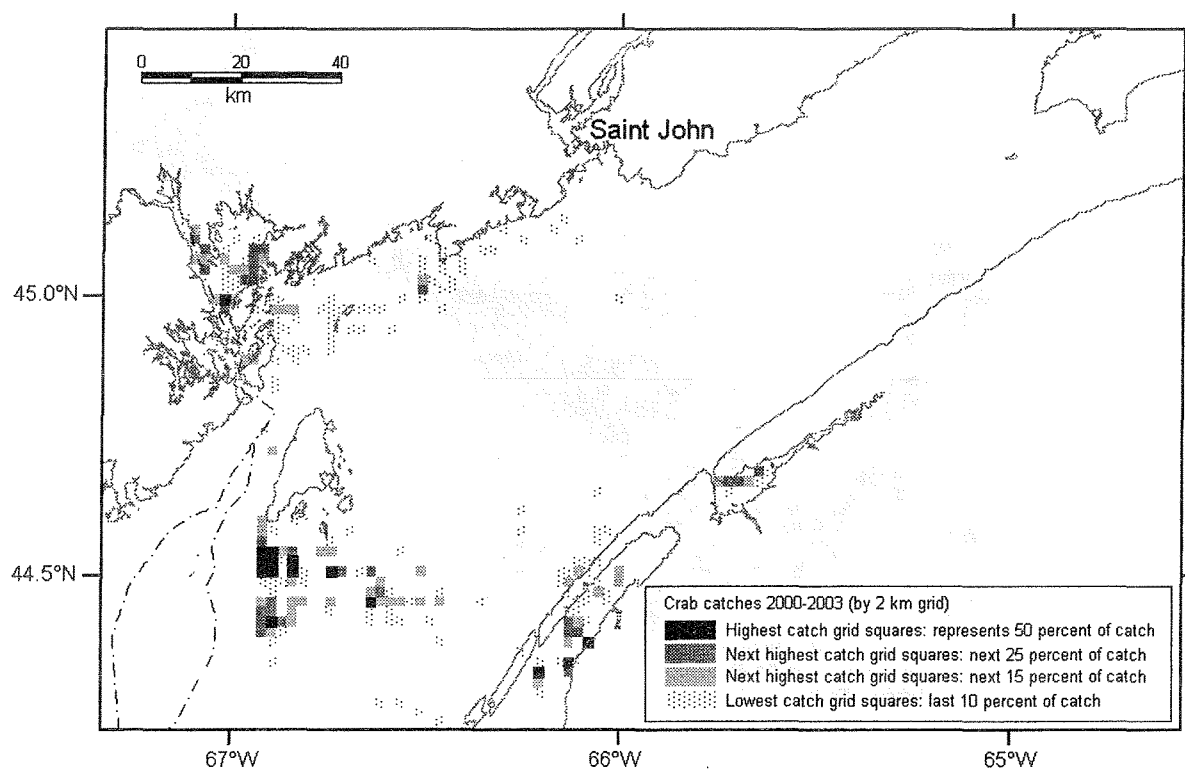 0 20 40
km
Saint John
45.0°N
44.5°N
Crab catches 2000-2003 (by 2 km grid)
Highest catch grid squares: represents 50 percent of catch
Next highest catch grid squares: next 25 percent of catch
Next highest catch grid squares: next 15 percent of catch
Lowest catch grid squares: last 10 percent of catch
67°W 66°W 65°W